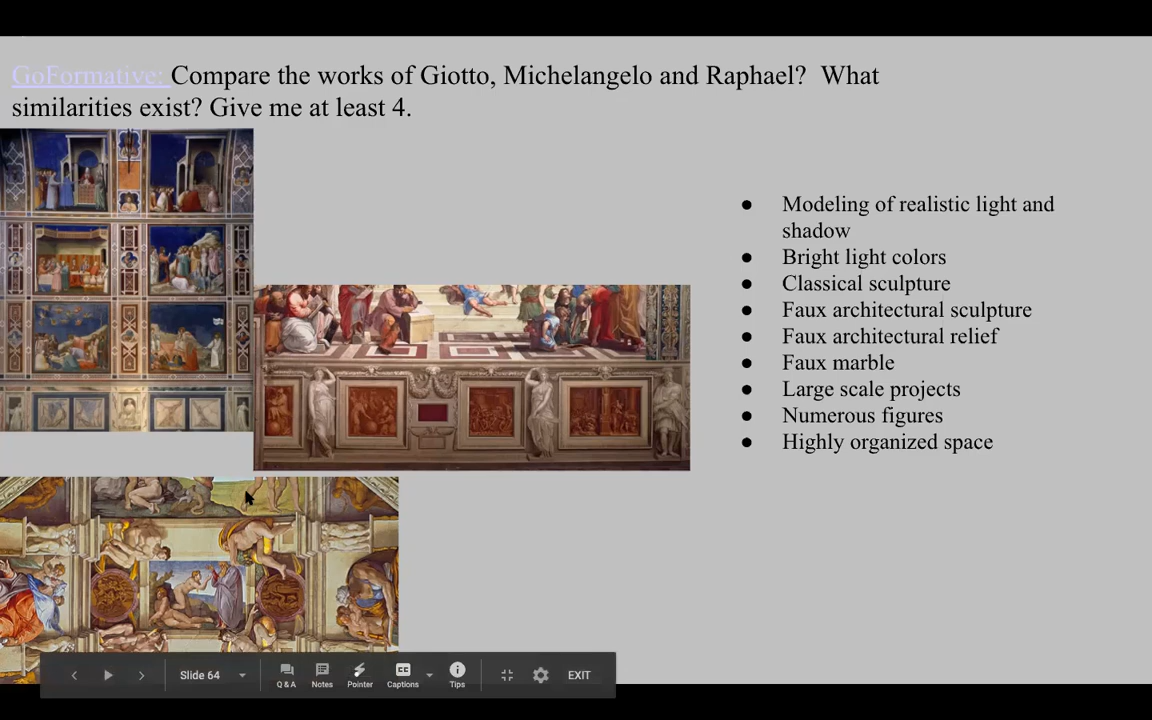 GoFormative: Compare the works of Giotto, Michelangelo and Raphael?  What
similarities exist? Give me at least 4.
● Modeling of realistic light and
shadow
● Bright light colors
● Classical sculpture
● Faux architectural sculpture
● Faux architectural relief
● Faux marble
● Large scale projects
● Numerous figures
● Highly organized space
Slide 64
Q & A
Notes
Pointer
CC
Captions
Tips
EXIT